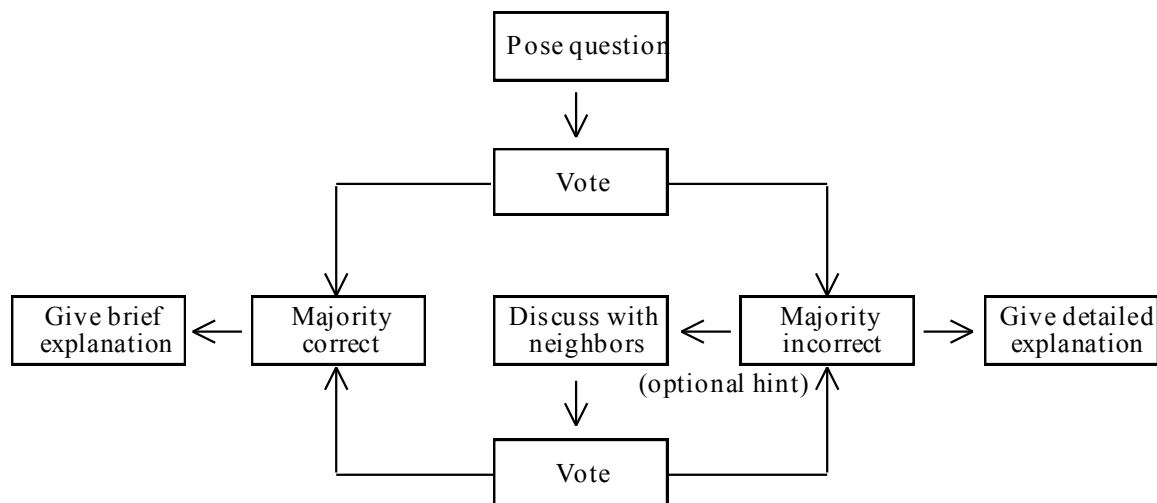 Pose question
Vote
Give brief
explanation
Majority
correct
Discuss with
neighbors
Majority
incorrect
Give detailed
explanation
(optional hint)
Vote